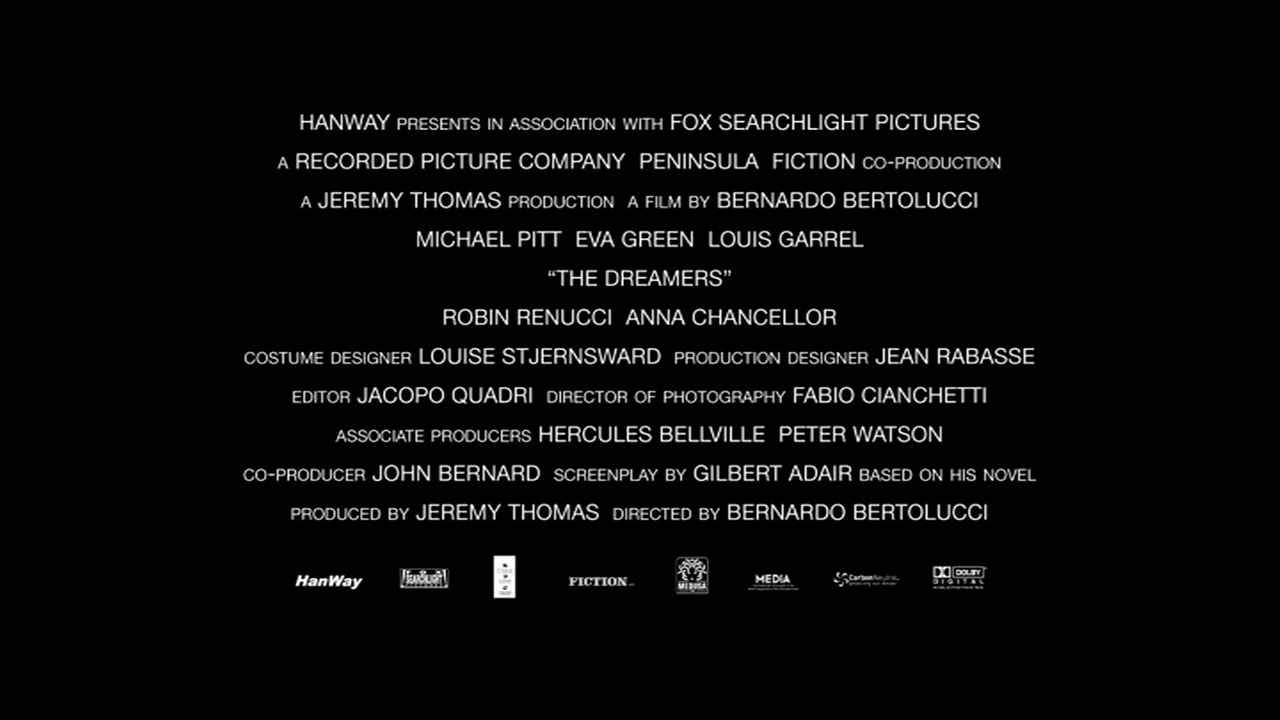 HANWAY PRESENTS IN ASSOCIATION WITH FOX SEARCHLIGHT PICTURES
A RECORDED PICTURE COMPANY PENINSULA FICTION CO-PRODUCTION
A JEREMY THOMAS PRODUCTION A FILM BY BERNARDO BERTOLUCCI
MICHAEL PITT EVA GREEN LOUIS GARREL
“THE DREAMERS”
ROBIN RENUCCI ANNA CHANCELLOR
COSTUME DESIGNER LOUISE STJERNSWARD PRODUCTION DESIGNER JEAN RABASSE
EDITOR JACOPO QUADRI DIRECTOR OF PHOTOGRAPHY FABIO CIANCHETTI
ASSOCIATE PRODUCERS HERCULES BELLVILLE PETER WATSON
CO-PRODUCER JOHN BERNARD SCREENPLAY BY GILBERT ADAIR BASED ON HIS NOVEL
PRODUCED BY JEREMY THOMAS DIRECTED BY BERNARDO BERTOLUCCI
HanWay SEARCHLIGHT FICTION MEDUSA MEDIA CarbonNeutral DOLBY DIGITAL